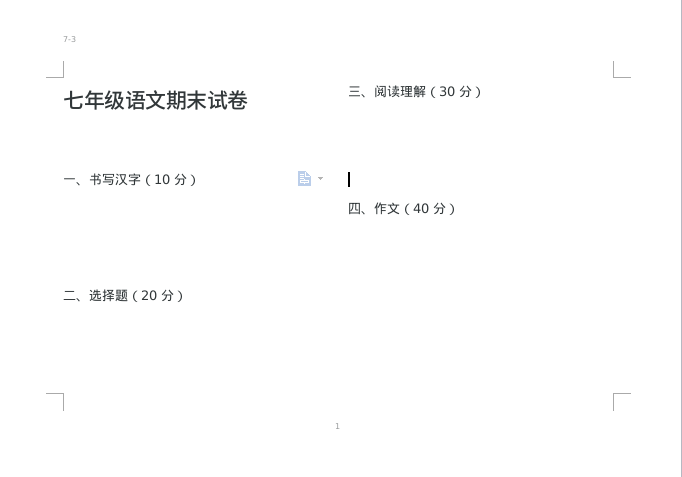 7-3
七年级语文期末试卷
一、书写汉字（10 分）
二、选择题（20 分）
三、阅读理解（30 分）
四、作文（40 分）
1